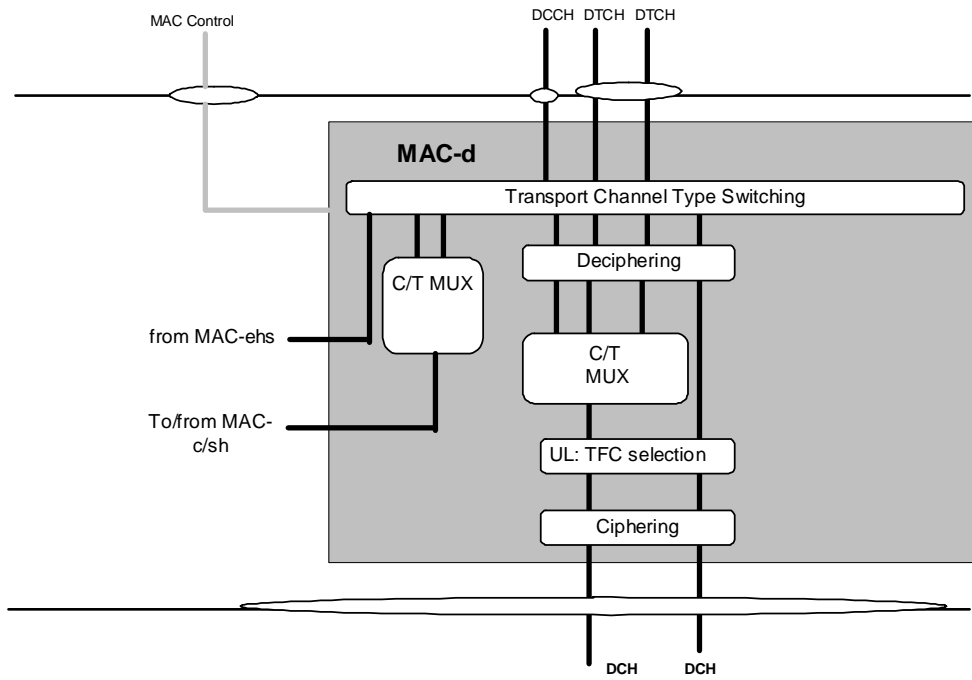 MAC Control
DCCH DTCH DTCH
MAC-d
Transport Channel Type Switching
Deciphering
C/T MUX
from MAC-ehs
C/T
MUX
To/from MAC-
c/sh
UL: TFC selection
Ciphering
DCH DCH